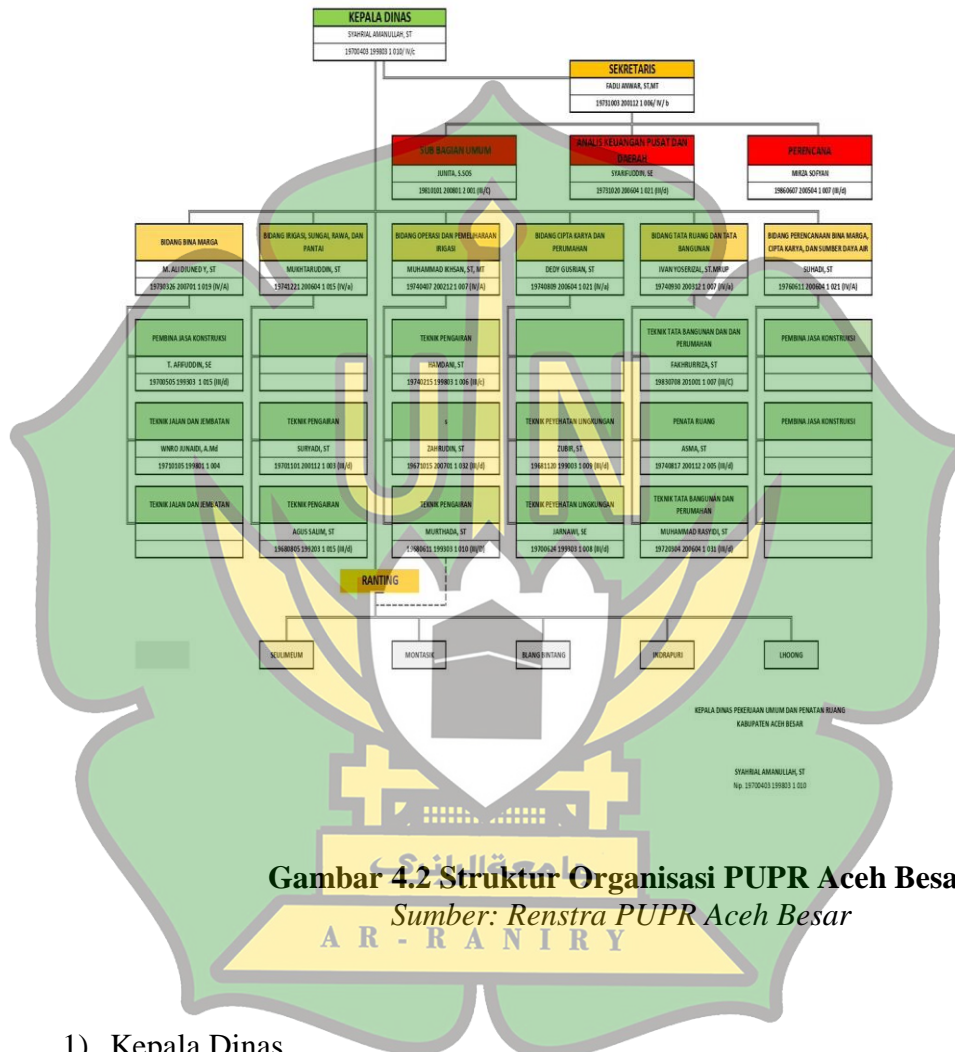 KEPALA DINAS
SYAHRIAL AMANULLAH, ST
19700403 199803 1 010/ IV/c
SEKRETARIS
FADLI ANWAR, ST,MT
19731003 200112 1 006/ IV/ b
SUB BAGIAN UMUM
JUNITA, S.SOS
19810101 200801 2 001 (III/C)
ANALIS KEUANGAN PUSAT DAN
DAERAH
SYARIFUDDIN, SE
19731020 200604 1 021 (III/d)
PERENCANA
MIRZA SOFYAN
19860607 200504 1 007 (III/d)
BIDANG BINA MARGA
M. ALI DJUNED Y, ST
19730326 200701 1 019 (IV/A)
BIDANG IRIGASI, SUNGAI, RAWA, DAN
PANTAI
MUKHTARUDDIN, ST
19741221 200604 1 015 (IV/a)
BIDANG OPERASI DAN PEMELIHARAAN
IRIGASI
MUHAMMAD IKHSAN, ST, MT
19740487 200212 1 007 (IV/A)
BIDANG CIPTA KARYA DAN
PERUMAHAN
DEDY GUSRIAN, ST
19740809 200604 1 021 (IV/a)
BIDANG TATA RUANG DAN TATA
BANGUNAN
IVAN YOSERIZAL, ST.MRUP
19740930 200312 1 007 (IV/a)
BIDANG PERENCANAAN BINA MARGA,
CIPTA KARYA, DAN SUMBER DAYA AIR
SUHADI, ST
19760611 200604 1 021 (IV/A)
PEMBINA JASA KONSTRUKSI
T. AFIFUDDIN, SE
19700505 199303 1 015 (III/d)
TEKNIK PENGAIRAN
HAMDANI, ST
19740215 199803 1 006 (III/c)
TEKNIK TATA BANGUNAN DAN DAN
PERUMAHAN
FAKHRURRIZA, ST
19830708 201001 1 007 (III/C)
PEMBINA JASA KONSTRUKSI
TEKNIK JALAN DAN JEMBATAN
WNRO JUNAIDI, A.Md
19710105 199801 1 004
TEKNIK PENGAIRAN
SURYADI, ST
19701101 200112 1 003 (III/d)
s
ZAHRUDIN, ST
19671015 200701 1 032 (III/d)
TEKNIK PEYEHATAN LINGKUNGAN
ZUBIR, ST
19681120 199003 1 009 (III/d)
PENATA RUANG
ASMA, ST
19740817 200112 2 005 (III/d)
PEMBINA JASA KONSTRUKSI
TEKNIK JALAN DAN JEMBATAN
TEKNIK PENGAIRAN
AGUS SALIM, ST
19680805 199203 1 015 (III/d)
TEKNIK PENGAIRAN
MURTHADA, ST
19680611 199303 1 010 (III/D)
TEKNIK PEYEHATAN LINGKUNGAN
JARNAWI, SE
19700624 199303 1 008 (III/d)
TEKNIK TATA BANGUNAN DAN
PERUMAHAN
MUHAMMAD RASYIDI, ST
19720304 200604 1 031 (III/d)
UIN
RANTING
SEULIMEUM
MONTASIK
BLANG BINTANG
INDRAPURI
LHOONG
KEPALA DINAS PEKERJAAN UMUM DAN PENATAN RUANG
KABUPATEN ACEH BESAR
SYAHRIAL AMANULLAH, ST
Nip. 19700403 199803 1 010
جامعة الرانري
Gambar 4.2 Struktur Organisasi PUPR Aceh Besa
Sumber: Renstra PUPR Aceh Besar
AR-RANIRY
1) Kepala Dinas